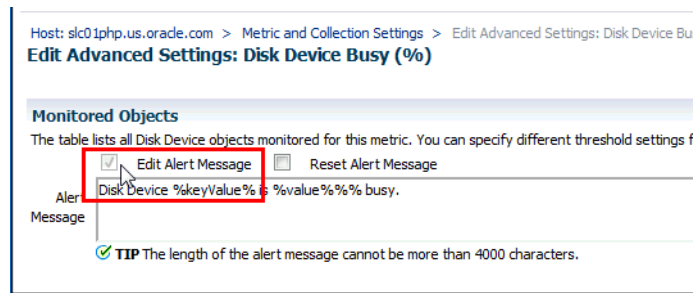 Host: slc01php.us.oracle.com > Metric and Collection Settings > Edit Advanced Settings: Disk Device Bu
Edit Advanced Settings: Disk Device Busy (%)
Monitored Objects
The table lists all Disk Device objects monitored for this metric. You can specify different threshold settings f
Edit Alert Message Reset Alert Message
Alert Message
Disk Device %keyValue% is %value%%% busy.
TIP The length of the alert message cannot be more than 4000 characters.